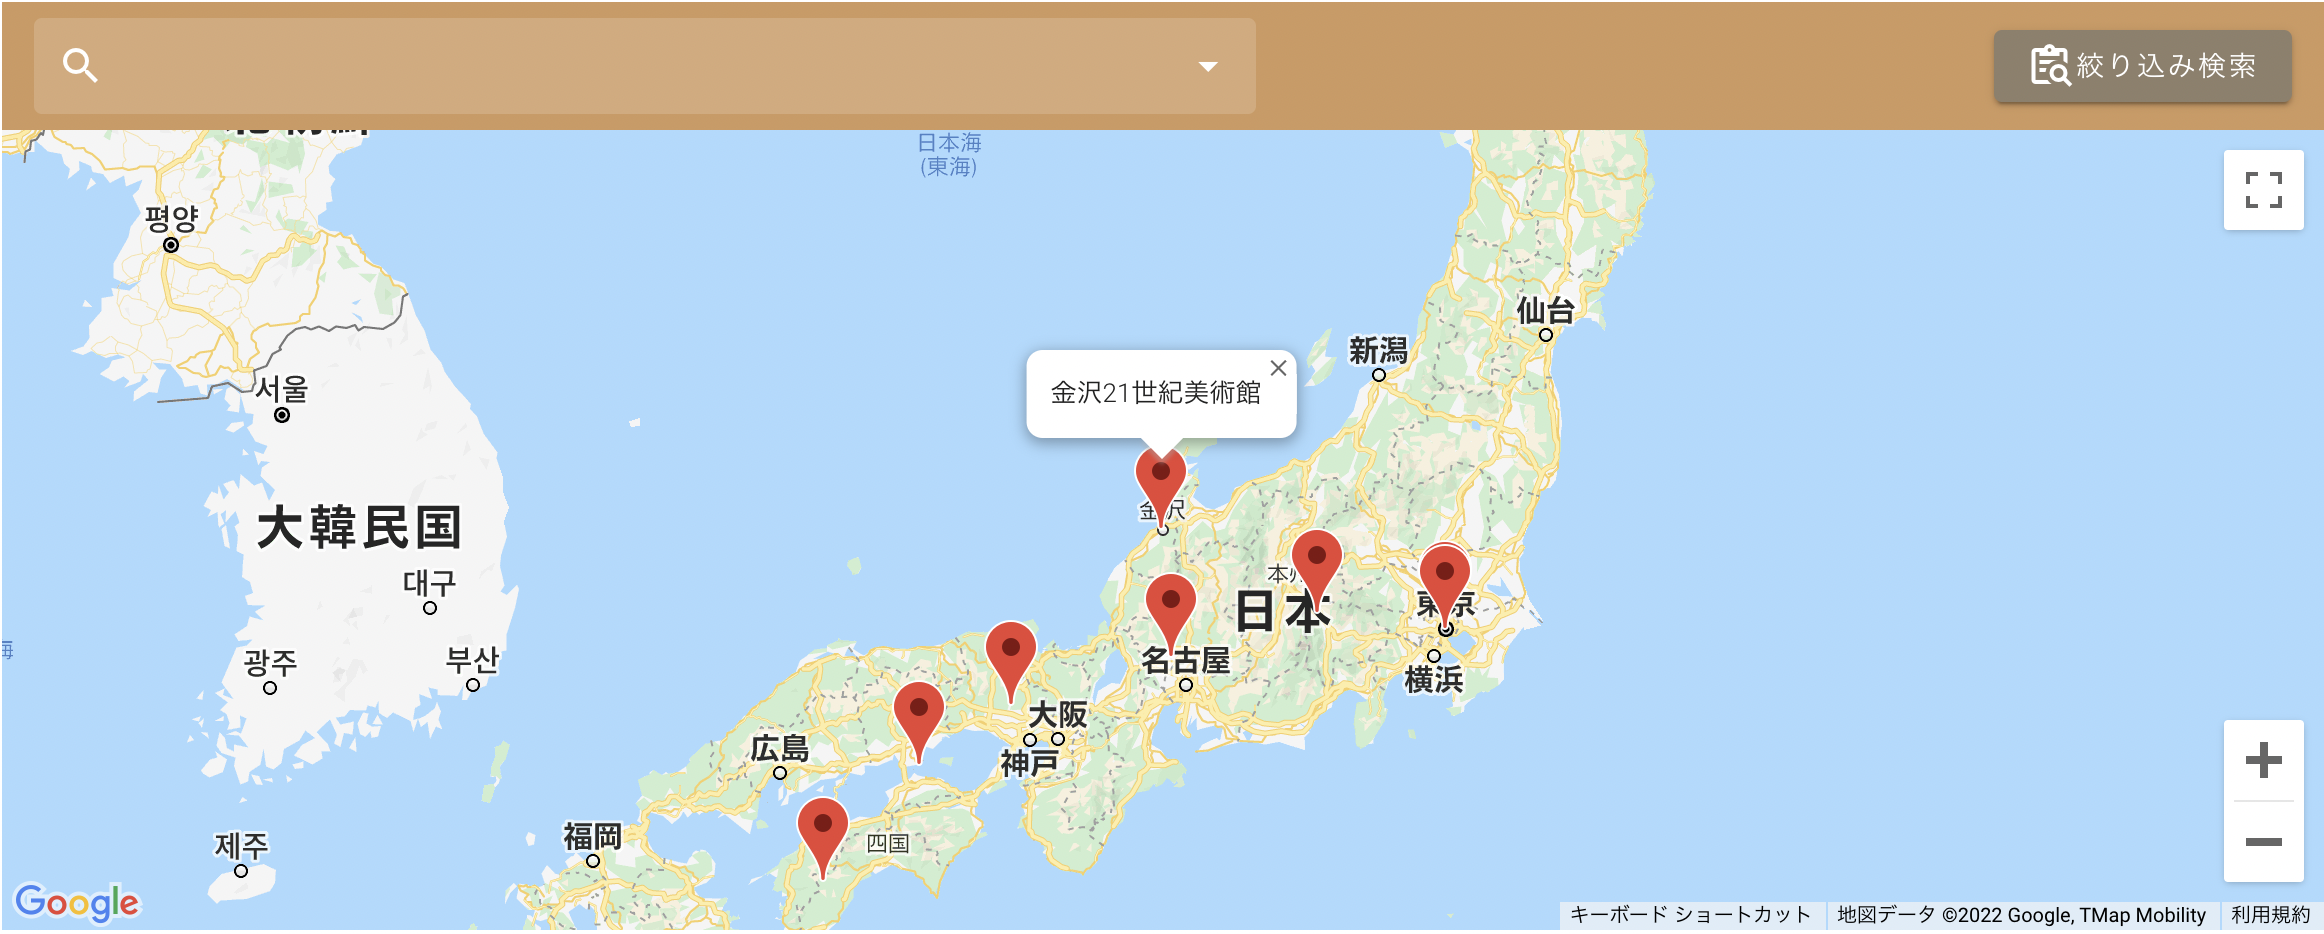 絞り込み検索
日本海
(東海)
평양
仙台
新潟
서울
金沢21世紀美術館
金沢
大韓民国
本州
대구
日本
東京
광주
부산
名古屋
横浜
大阪
広島
神戸
福岡
四国
제주
Google
キーボード ショートカット
地図データ ©2022 Google, TMap Mobility
利用規約